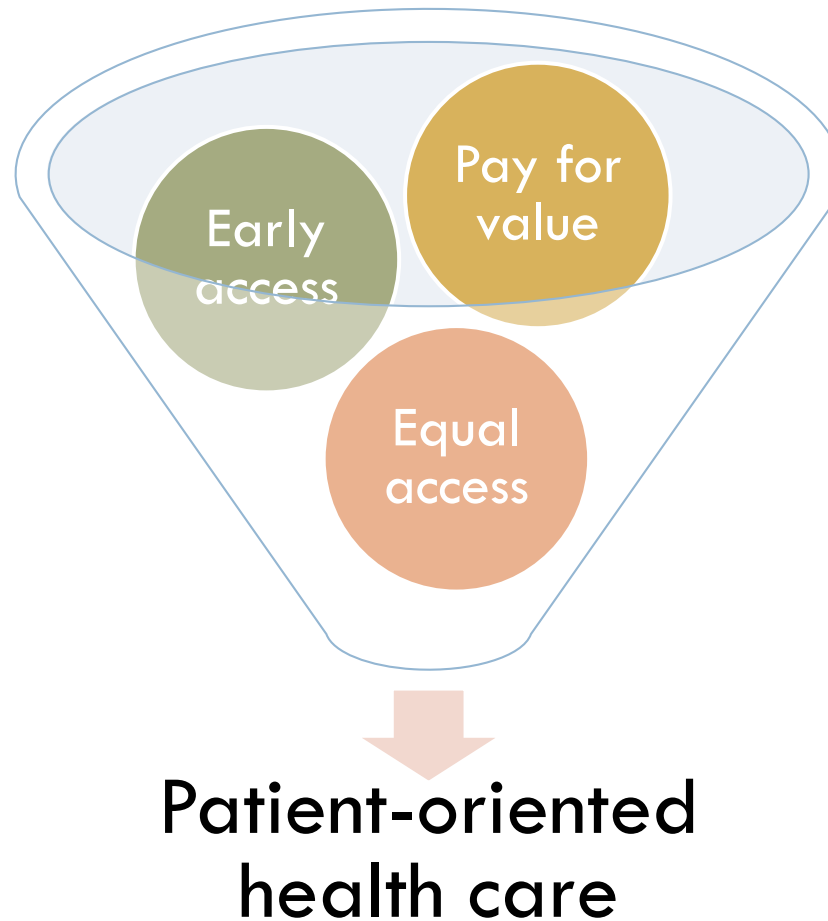 Pay for
value
Early
access
Equal
access
Patient-oriented
health care